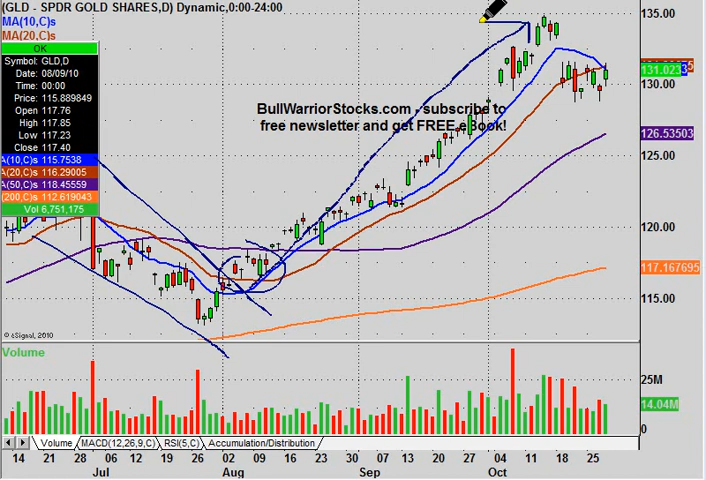 (GLD - SPDR GOLD SHARES,D) Dynamic,0:00-24:00
MA(10,C)s
MA(20,C)s
OK
Symbol: GLD,D
Date: 08/09/10
Time: 00:00
Price: 115.889849
Open 117.76
High 117.85
Low 117.23
Close 117.40
A(10,C)s 115.7538
A(20,C)s 116.29005
A(50,C)s 118.45559
(200,C)s 112.619043
Vol 6,751,175
BullWarriorStocks.com - subscribe to
free newsletter and get FREE eBook!
135.00
131.023
130.00
126.53503
125.00
120.00
117.167695
115.00
© eSignal, 2010
Volume
25M
14.04M
0
Volume MACD(12,26,9,C) RSI(5,C) Accumulation/Distribution
14 21 06 12 19 26 02 09 16 23 30 07 13 20 27 04 11 18 25
Jul Aug Sep Oct